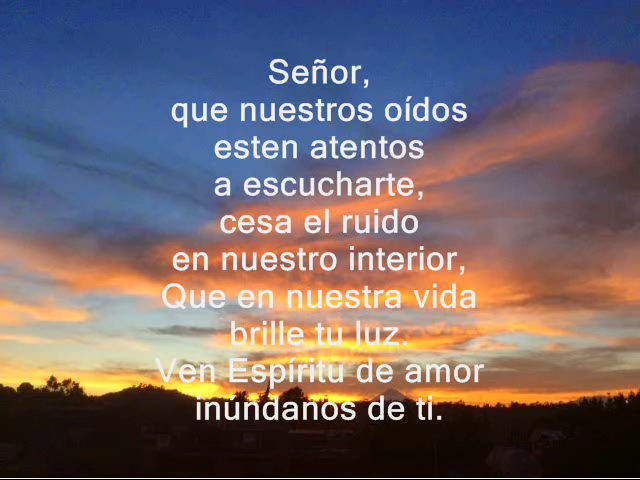 Señor,
que nuestros oídos
esten atentos
a escucharte,
cesa el ruido
en nuestro interior,
Que en nuestra vida
brille tu luz.
Ven Espíritu de amor
inúndanos de ti.